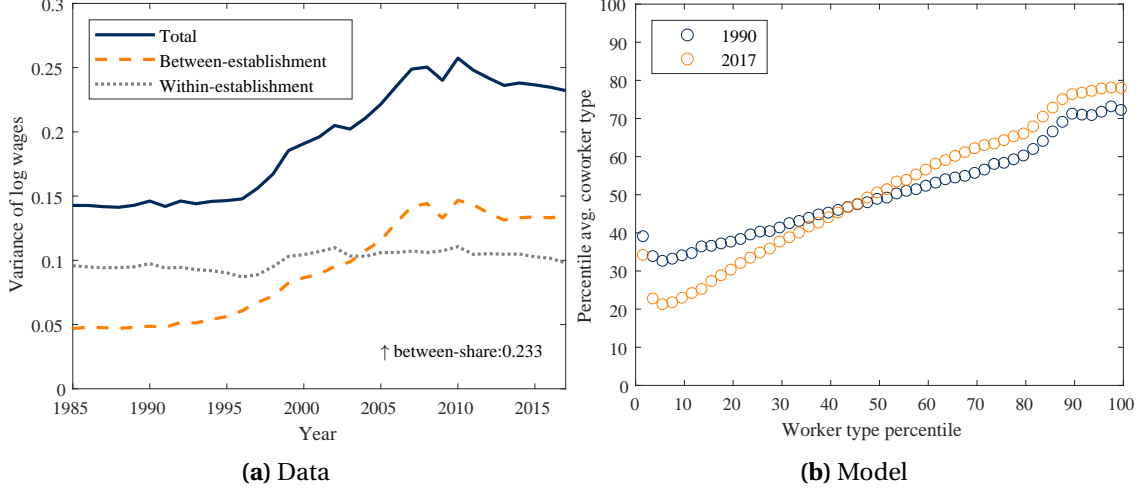 0.3
0.25
0.2
0.15
0.1
0.05
0
Variance of log wages
Total
Between-establishment
Within-establishment
↑ between-share:0.233
1985 1990 1995 2000 2005 2010 2015
Year
(a) Data
100
90
80
70
60
50
40
30
20
10
0
Percentile avg. coworker type
1990
2017
0 10 20 30 40 50 60 70 80 90 100
Worker type percentile
(b) Model